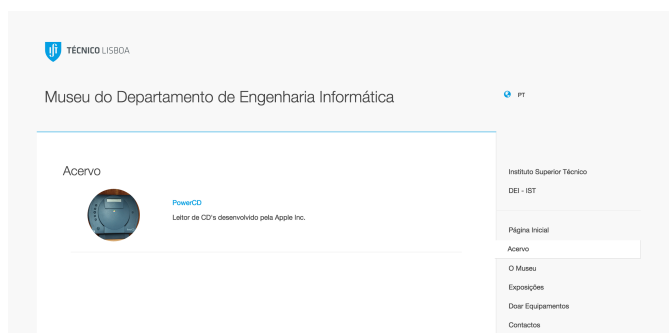 TÉCNICO LISBOA
Museu do Departamento de Engenharia Informática
PT
Acervo
PowerCD
Leitor de CD's desenvolvido pela Apple Inc.
Instituto Superior Técnico
DEI - IST
Página Inicial
Acervo
O Museu
Exposições
Doar Equipamentos
Contactos